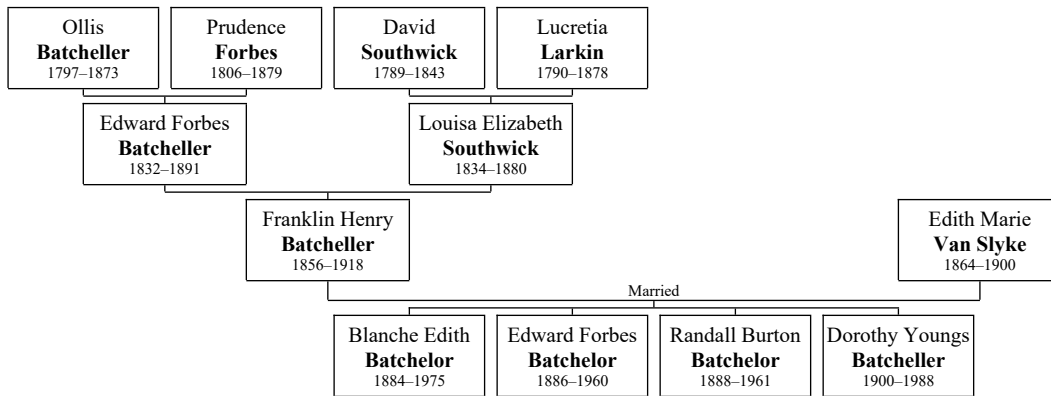 Ollis
Batcheller
1797–1873
Prudence
Forbes
1806–1879
David
Southwick
1789–1843
Lucretia
Larkin
1790–1878
Edward Forbes
Batcheller
1832–1891
Louisa Elizabeth
Southwick
1834–1880
Franklin Henry
Batcheller
1856–1918
Edith Marie
Van Slyke
1864–1900
Married
Blanche Edith
Batchelor
1884–1975
Edward Forbes
Batchelor
1886–1960
Randall Burton
Batchelor
1888–1961
Dorothy Youngs
Batcheller
1900–1988